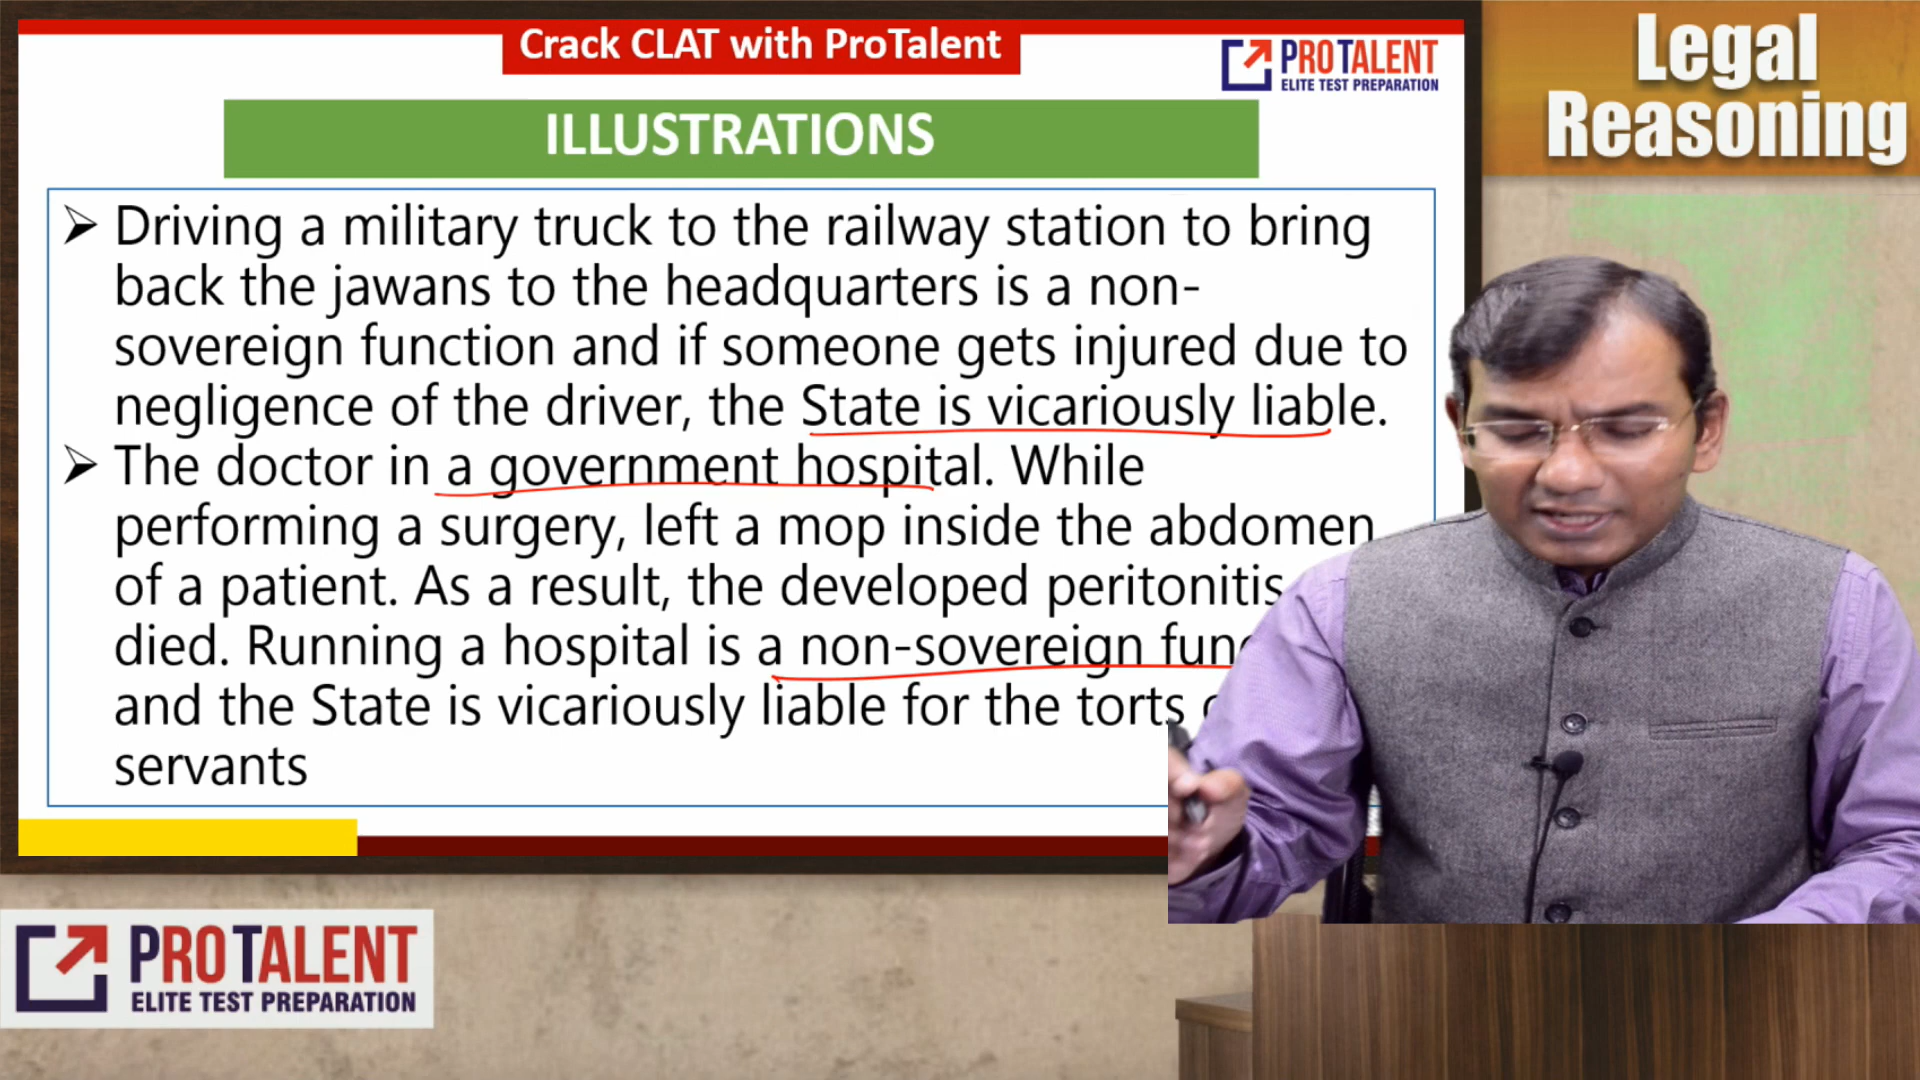 Crack CLAT with ProTalent
PROTALENT
ELITE TEST PREPARATION
Legal
Reasoning
ILLUSTRATIONS
Driving a military truck to the railway station to bring
back the jawans to the headquarters is a non-
sovereign function and if someone gets injured due to
negligence of the driver, the State is vicariously liable.
The doctor in a government hospital. While
performing a surgery, left a mop inside the abdomen
of a patient. As a result, the developed peritonitis
died. Running a hospital is a non-sovereign
and the State is vicariously liable for the torts
servants
PROTALENT
ELITE TEST PREPARATION